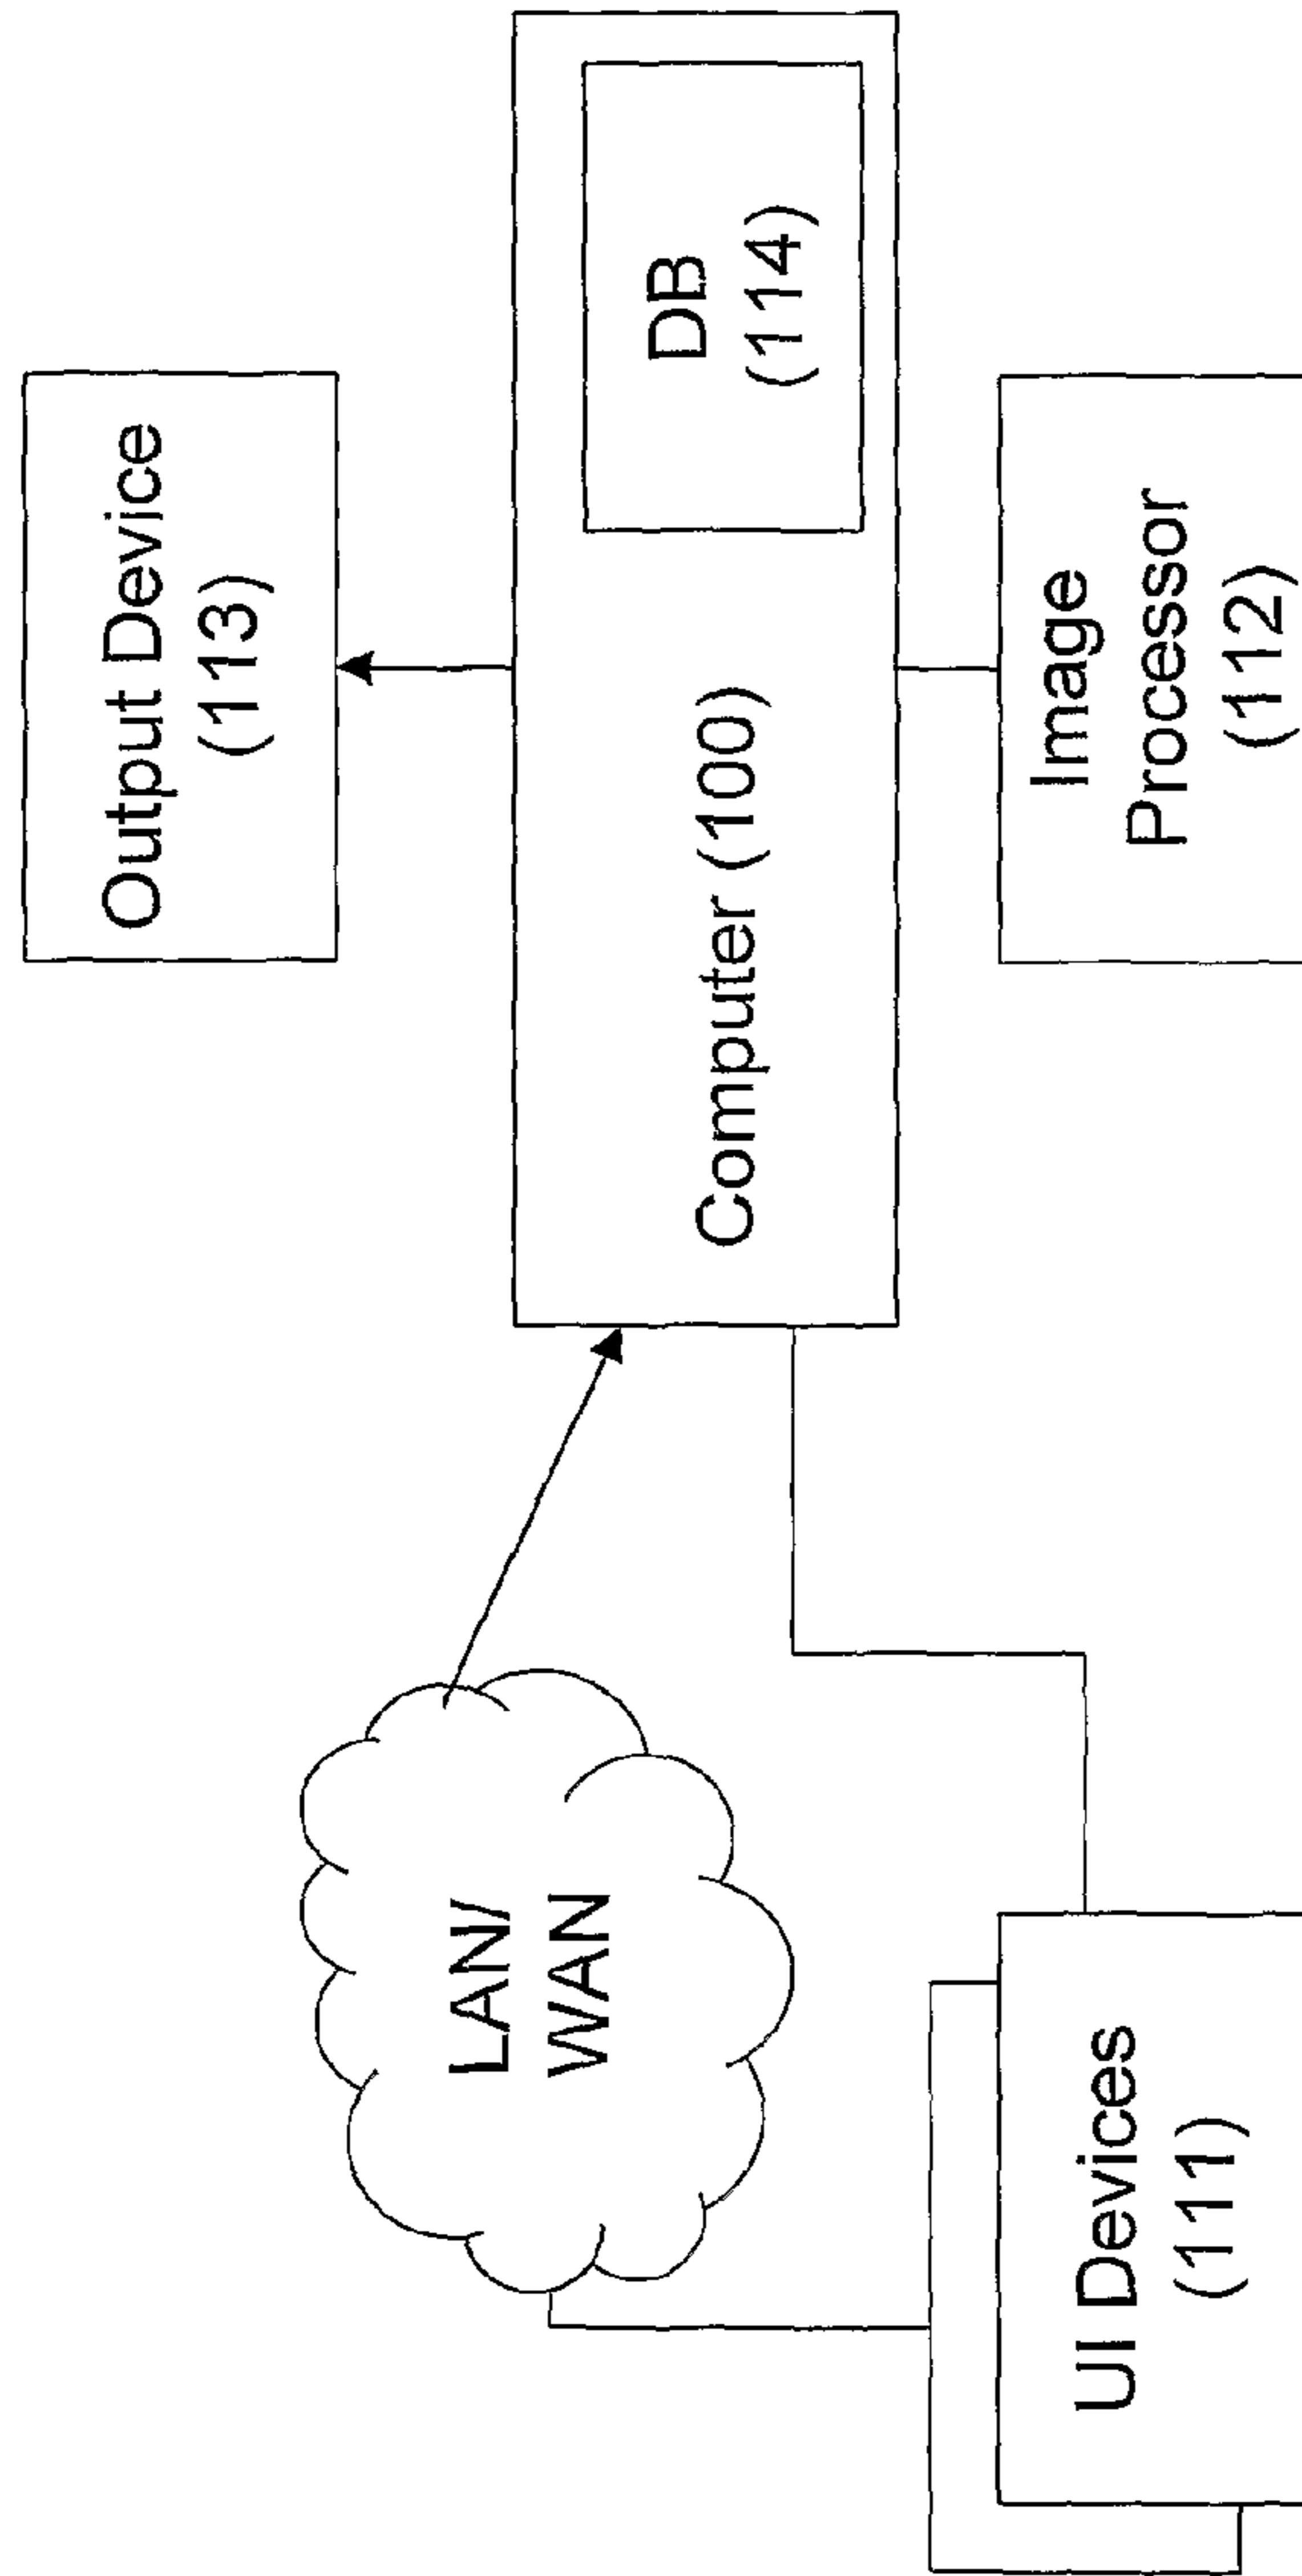 Output Device
(113)
DB
(114)
Computer (100)
Image
Processor
(112)
LAN/
WAN
UI Devices
(111)